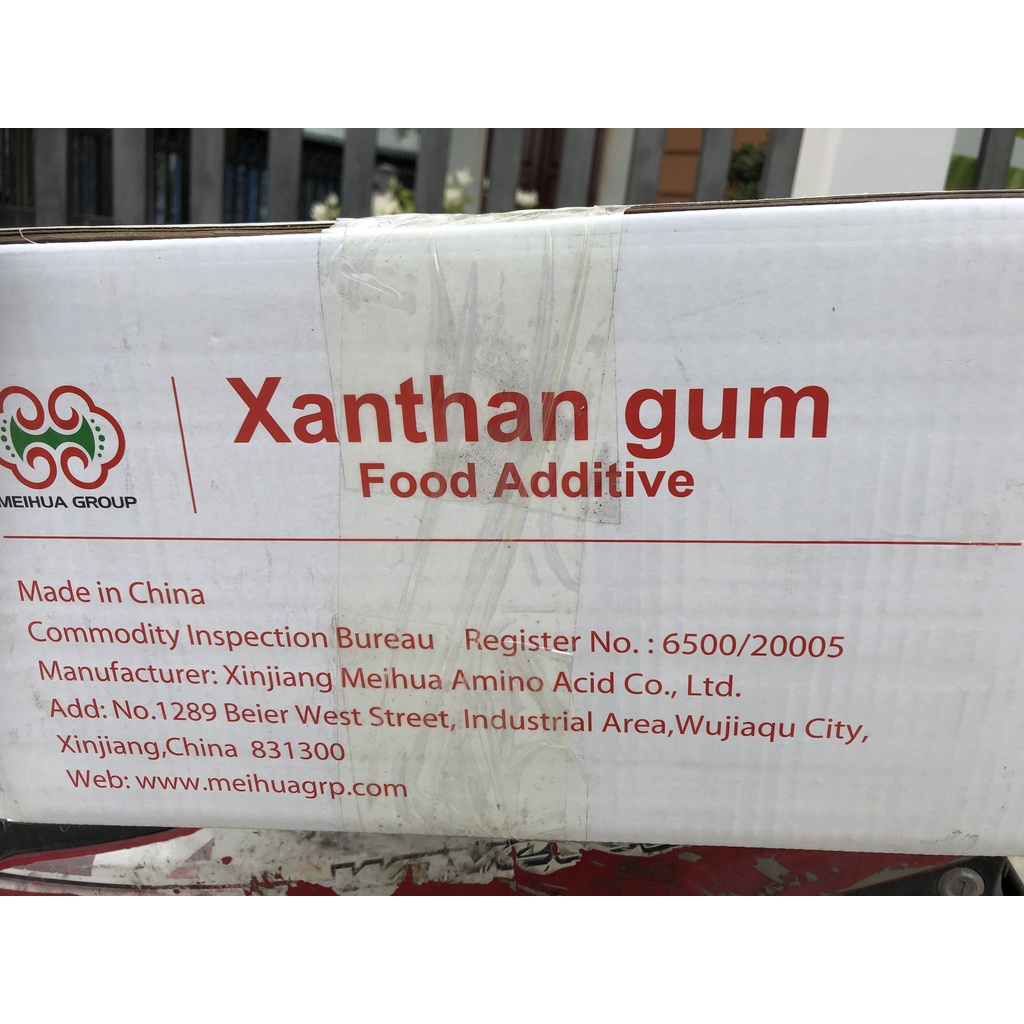 Xanthan gum
Food Additive
MEIHUA GROUP
Made in China
Commodity Inspection Bureau Register No. : 6500/20005
Manufacturer: Xinjiang Meihua Amino Acid Co., Ltd.
Add: No.1289 Beier West Street, Industrial Area,Wujiaqu City,
Xinjiang,China 831300
Web: www.meihuagrp.com